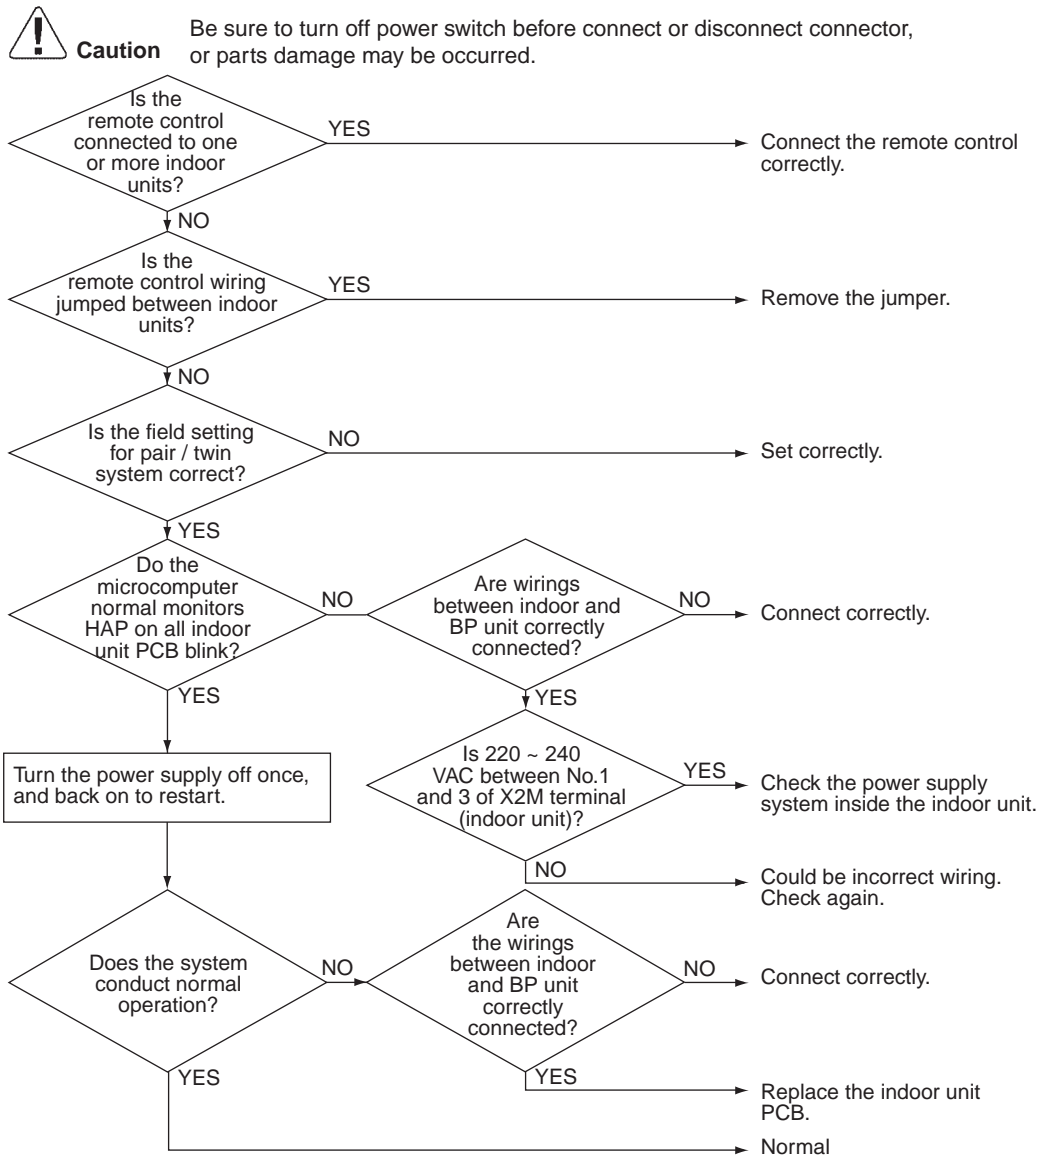 Caution
Be sure to turn off power switch before connect or disconnect connector,
or parts damage may be occurred.
Is the
remote control
connected to one
or more indoor
units?
YES
Connect the remote control
correctly.
NO
Is the
remote control wiring
jumped between indoor
units?
YES
Remove the jumper.
NO
Is the field setting
for pair / twin
system correct?
NO
Set correctly.
YES
Do the
microcomputer
normal monitors
HAP on all indoor
unit PCB blink?
NO
Are wirings
between indoor and
BP unit correctly
connected?
NO
Connect correctly.
YES
YES
Turn the power supply off once,
and back on to restart.
Is 220 ~ 240
VAC between No.1
and 3 of X2M terminal
(indoor unit)?
YES
Check the power supply
system inside the indoor unit.
NO
Could be incorrect wiring.
Check again.
Does the system
conduct normal
operation?
NO
Are
the wirings
between indoor
and BP unit
correctly
connected?
NO
Connect correctly.
YES
YES
Replace the indoor unit
PCB.
Normal